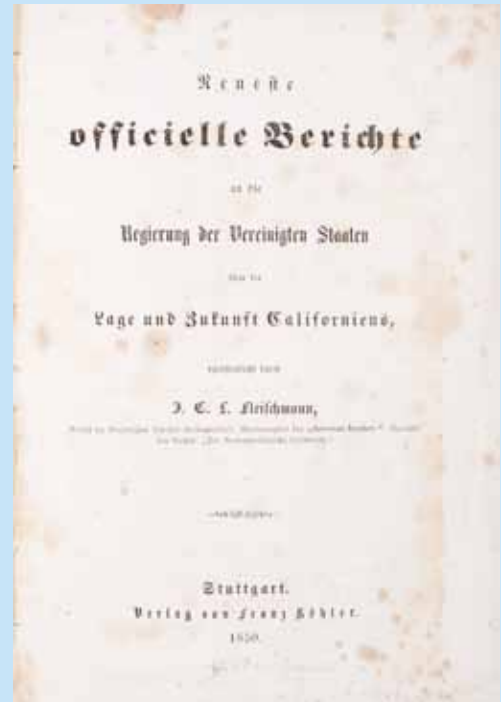 Neueste
officielle Berichte
an die
Regierung der Vereinigten Staaten
über die
Lage und Zukunft Californiens,
J. C. L. Fleischmann,
Stuttgart.
Verlag von Franz Köhler.
1850.